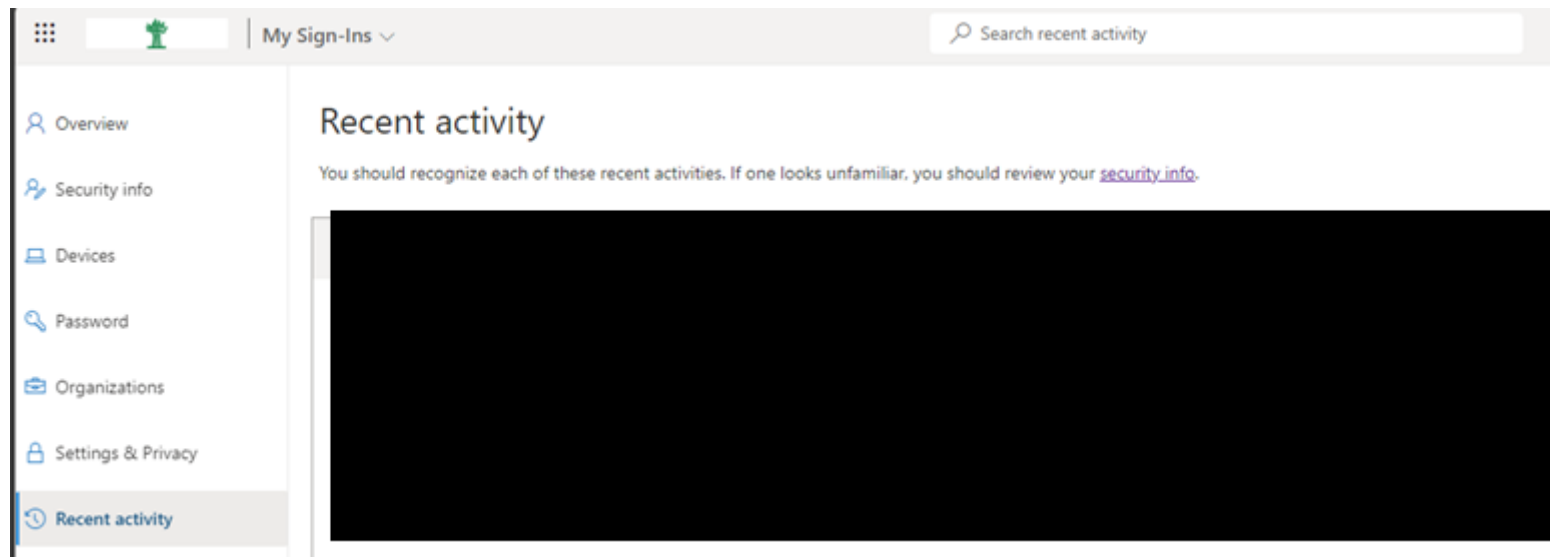 My Sign-Ins
Search recent activity
Overview
Security info
Devices
Password
Organizations
Settings & Privacy
Recent activity
Recent activity
You should recognize each of these recent activities. If one looks unfamiliar, you should review your security info.